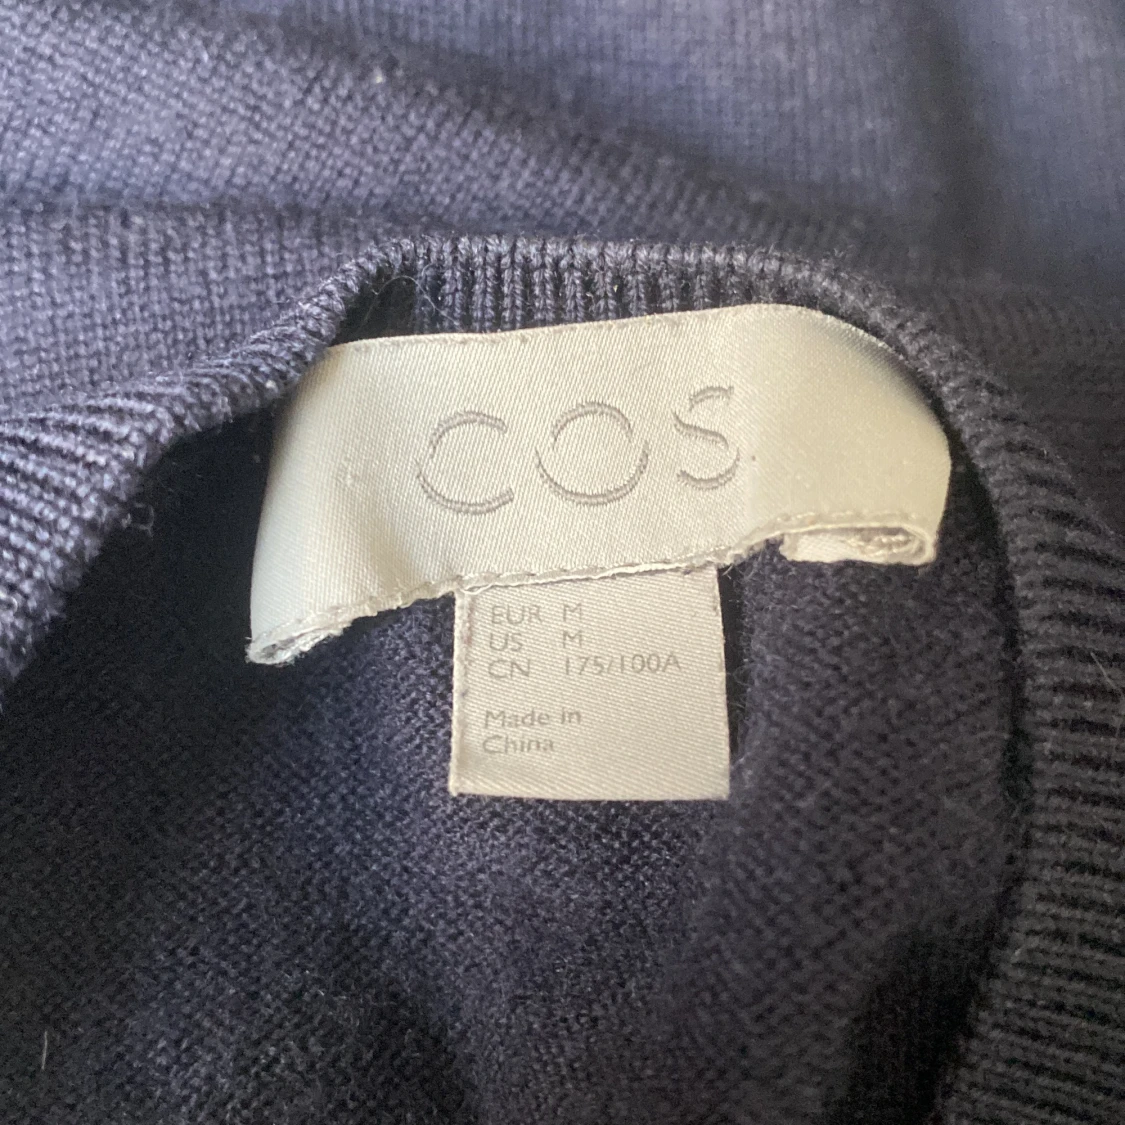 COS
EUR M
US M
CN 175/100A
Made in
China